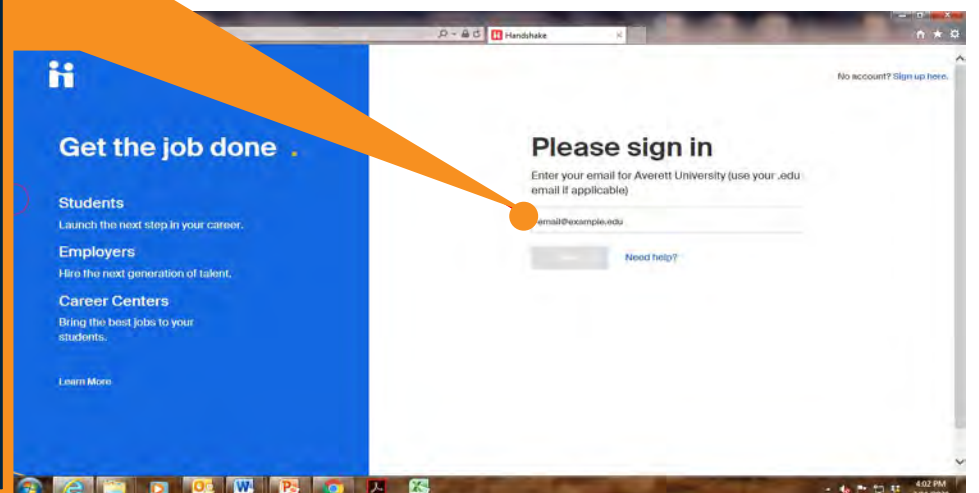 Handshake
No account? Sign up here.
Get the job done .
Students
Launch the next step in your career.
Employers
Hire the next generation of talent.
Career Centers
Bring the best jobs to your
students.
Learn More
Please sign in
Enter your email for Averett University (use your .edu
email if applicable)
email@example.edu
Need help?
4:02 PM